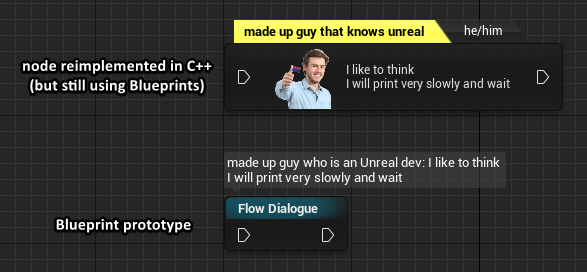 made up guy that knows unreal
he/him
node reimplemented in C++
(but still using Blueprints)
I like to think
I will print very slowly and wait
made up guy who is an Unreal dev: I like to think
I will print very slowly and wait
Flow Dialogue
Blueprint prototype